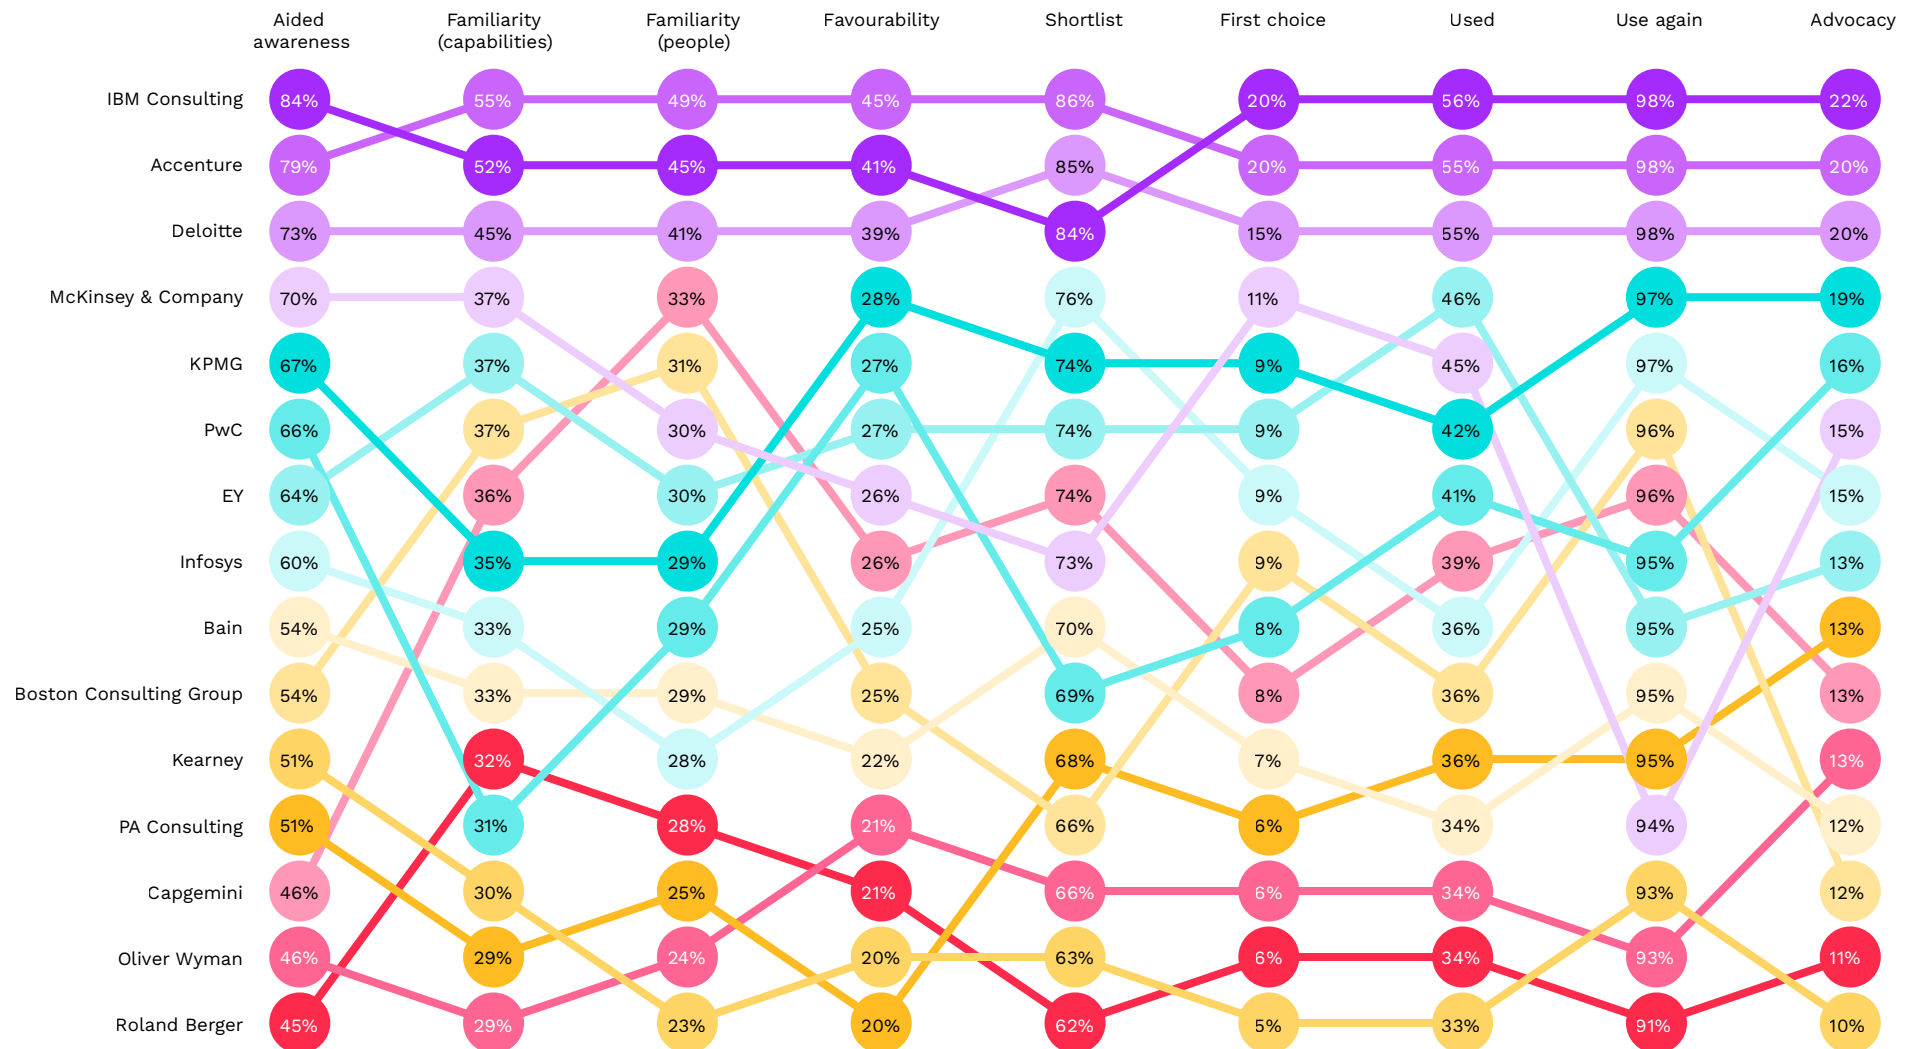 Aided awareness
Familiarity (capabilities)
Familiarity (people)
Favourability
Shortlist
First choice
Used
Use again
Advocacy
IBM Consulting 84% 55% 49% 45% 86% 20% 56% 98% 22%
Accenture 79% 52% 45% 41% 85% 20% 55% 98% 20%
Deloitte 73% 45% 41% 39% 84% 15% 55% 98% 20%
McKinsey & Company 70% 37% 33% 28% 76% 11% 46% 97% 19%
KPMG 67% 37% 31% 27% 74% 9% 45% 97% 16%
PwC 66% 37% 30% 27% 74% 9% 42% 96% 15%
EY 64% 36% 30% 26% 74% 9% 41% 96% 15%
Infosys 60% 35% 29% 26% 73% 9% 39% 95% 13%
Bain 54% 33% 29% 25% 70% 8% 36% 95% 13%
Boston Consulting Group 54% 33% 29% 25% 69% 8% 36% 95% 13%
Kearney 51% 32% 28% 22% 68% 7% 36% 95% 13%
PA Consulting 51% 31% 28% 21% 66% 6% 34% 94% 12%
Capgemini 46% 30% 25% 21% 66% 6% 34% 93% 12%
Oliver Wyman 46% 29% 24% 20% 63% 6% 34% 93% 11%
Roland Berger 45% 29% 23% 20% 62% 5% 33% 91% 10%